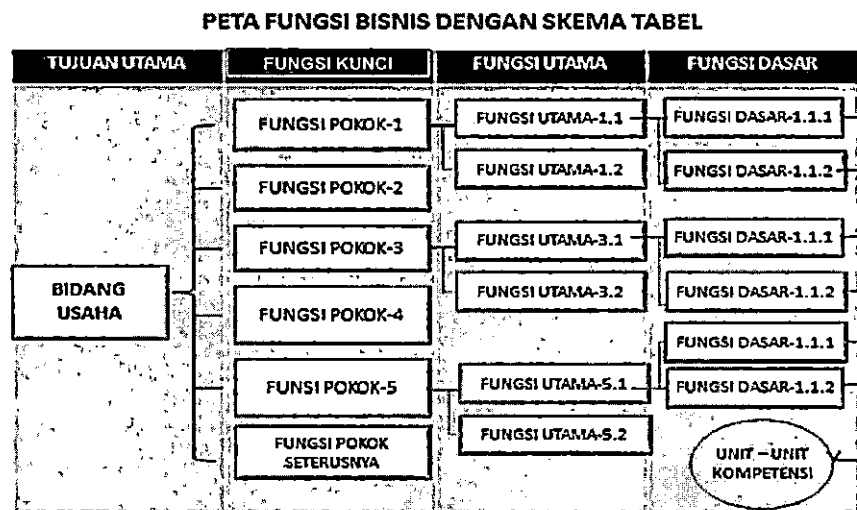 PETA FUNGSI BISNIS DENGAN SKEMA TABEL
TUJUAN UTAMA
FUNGSI KUNCI
FUNGSI UTAMA
FUNGSI DASAR
BIDANG
USAHA
FUNGSI POKOK-1
FUNGSI POKOK-2
FUNGSI POKOK-3
FUNGSI POKOK-4
FUNSI POKOK-5
FUNGSI POKOK
SETERUSNYA
FUNGSI UTAMA-1.1
FUNGSI UTAMA-1.2
FUNGSI UTAMA-3.1
FUNGSI UTAMA-3.2
FUNGSI UTAMA-5.1
FUNGSI UTAMA-5.2
FUNGSI DASAR-1.1.1
FUNGSI DASAR-1.1.2
FUNGSI DASAR-1.1.1
FUNGSI DASAR-1.1.2
FUNGSI DASAR-1.1.1
FUNGSI DASAR-1.1.2
UNIT – UNIT
KOMPETENSI